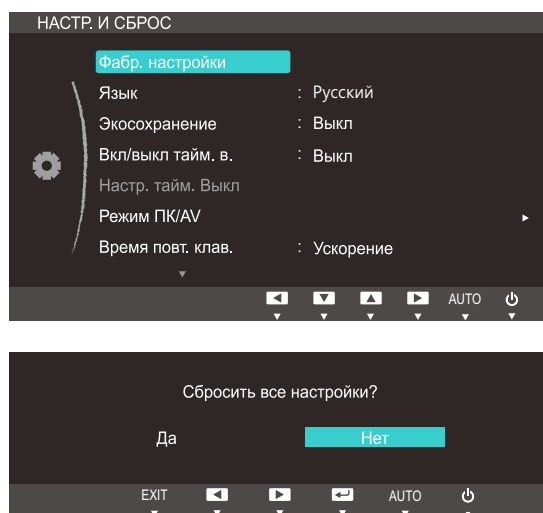 НАСТР. И СБРОС
Фабр. настройки
Язык : Русский
Экосохранение : Выкл
Вкл/выкл тайм. в. : Выкл
Настр. тайм. Выкл
Режим ПК/AV
Время повт. клав. : Ускорение
AUTO
Сбросить все настройки?
Да Нет
EXIT AUTO